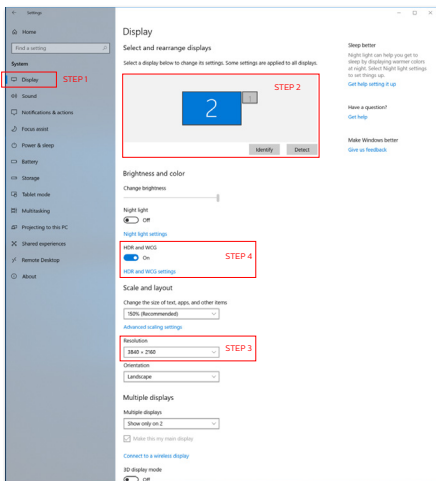 Settings
Home
Find a setting
System
Display
STEP 1
Sound
Notifications & actions
Focus assist
Power & sleep
Battery
Storage
Tablet mode
Multitasking
Projecting to this PC
Shared experiences
Remote Desktop
About
Display
Select and rearrange displays
Select a display below to change its settings. Some settings are applied to all displays.
STEP 2
2
1
Identify
Detect
Brightness and color
Change brightness
Night light
Off
Night light settings
HDR and WCG
On
STEP 4
HDR and WCG settings
Scale and layout
Change the size of text, apps, and other items
150% (Recommended)
Advanced scaling settings
Resolution
3840 × 2160
STEP 3
Orientation
Landscape
Multiple displays
Multiple displays
Show only on 2
Make this my main display
Connect to a wireless display
3D display mode
Off
Sleep better
Night light can help you get to
sleep by displaying warmer colors
at night. Select Night light settings
to set things up.
Get help setting it up
Have a question?
Get help
Make Windows better
Give us feedback